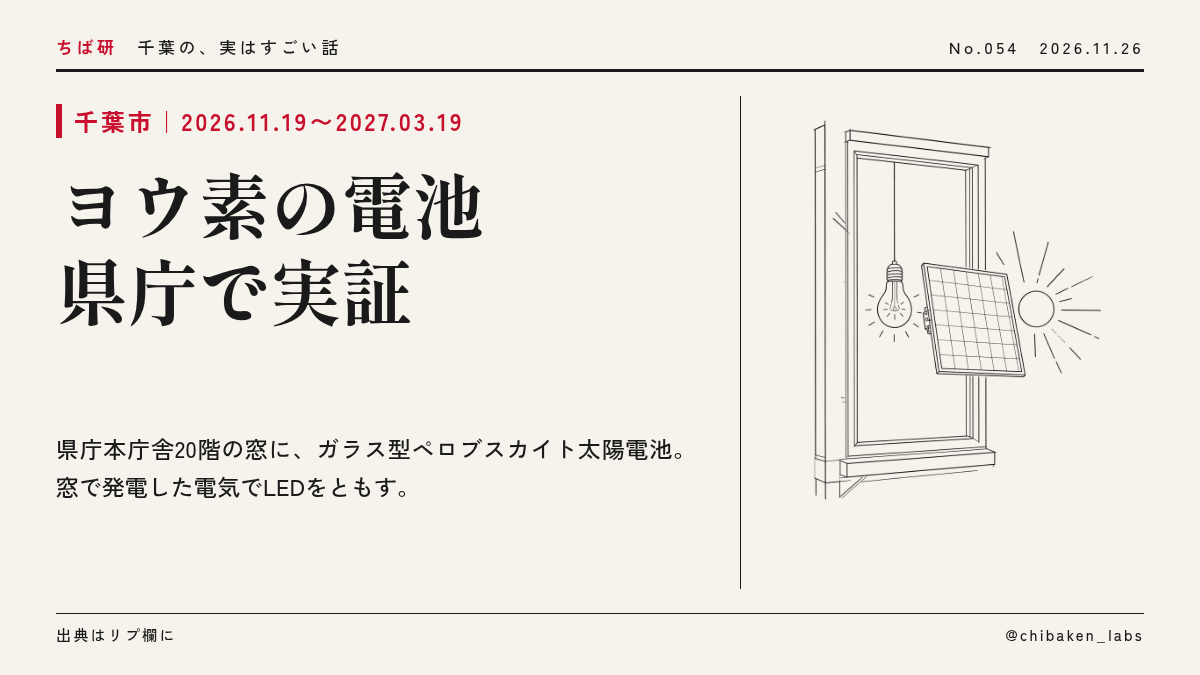 ちば研 千葉の、実はすごい話
No.054 2026.11.26
千葉市｜2026.11.19〜2027.03.19
ヨウ素の電池
県庁で実証
県庁本庁舎20階の窓に、ガラス型ペロブスカイト太陽電池。
窓で発電した電気でLEDをともす。
出典はリプ欄に
@chibaken_labs